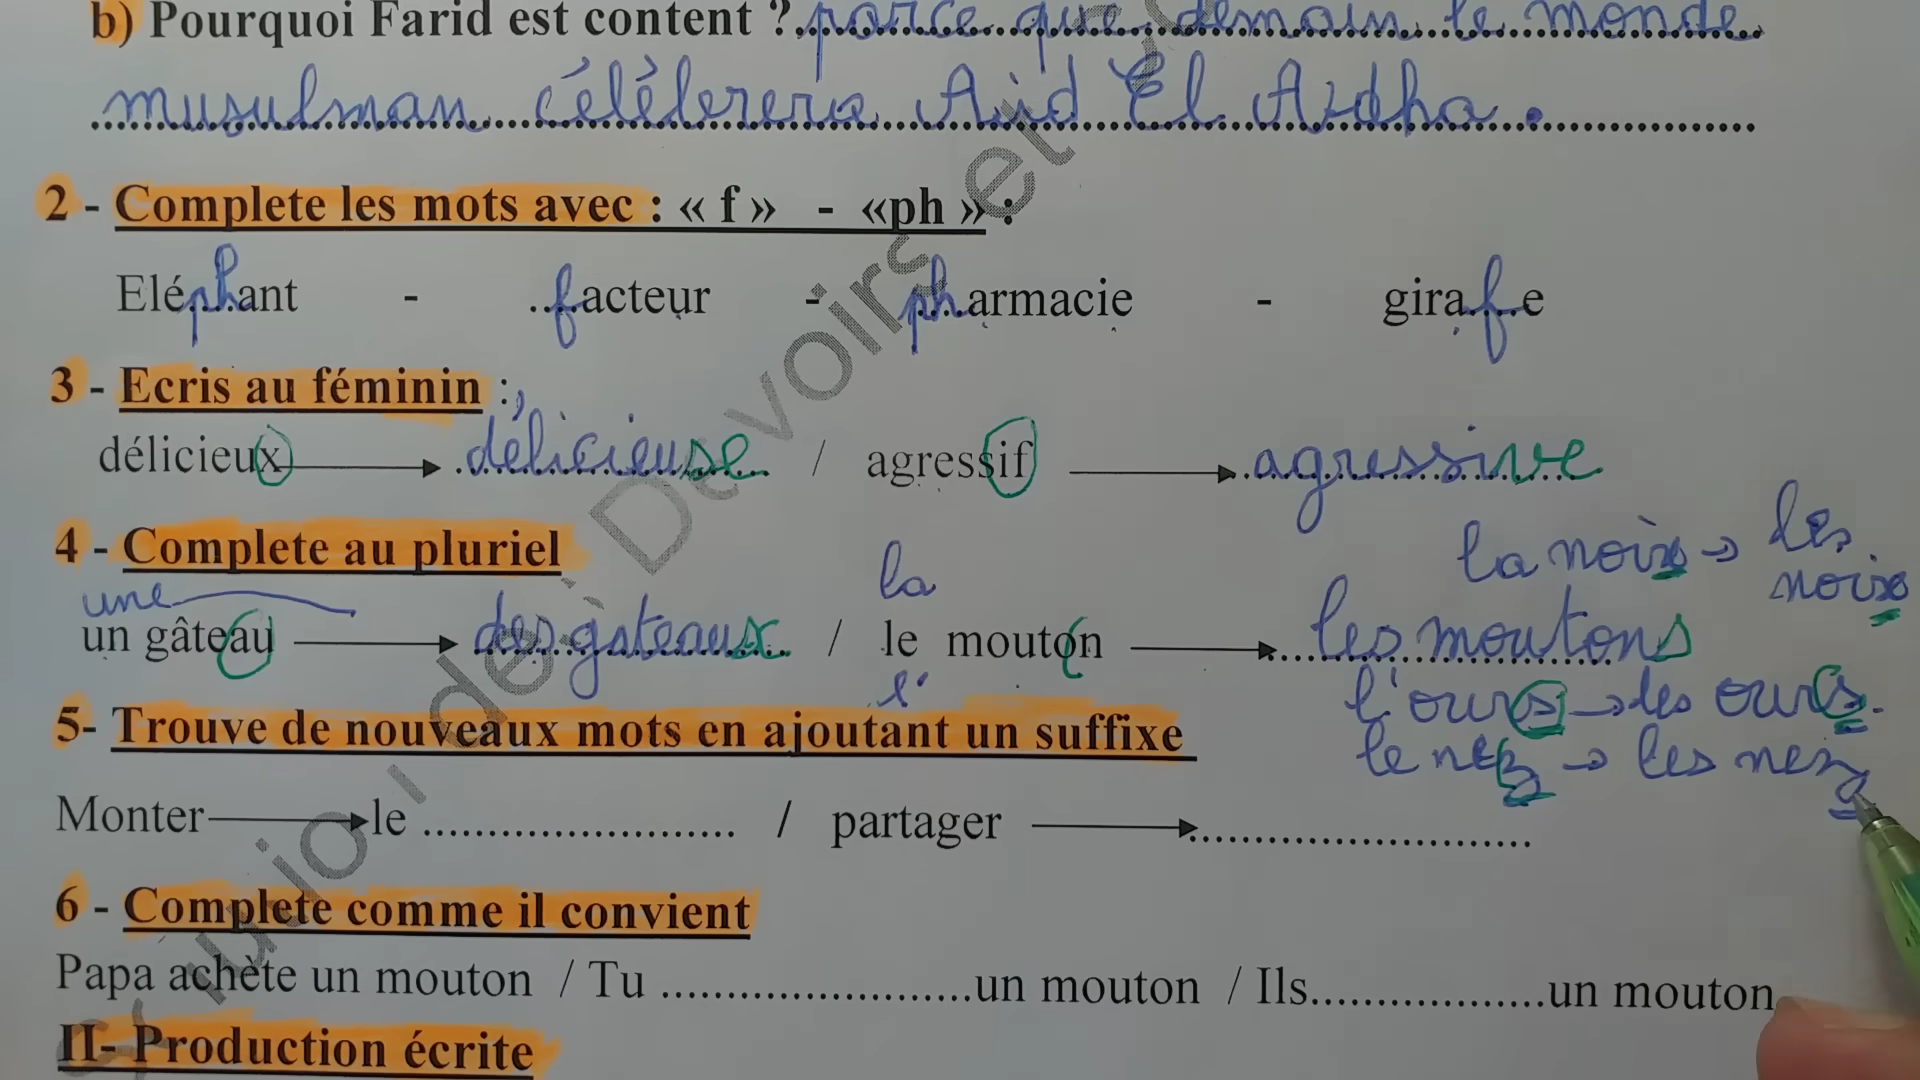 b) Pourquoi Farid est content ? parce que demain le monde
musulman célèbrera Aid El Aidha.
2 - Complete les mots avec : « f » - «ph » :
Eléphant - facteur - pharmacie - girafe
3 - Ecris au féminin :
délicieux délicieuse / agressif agressive
4 - Complete au pluriel
la noix → les
noix
une la
un gâteau des gateaux / le mouton les moutons
l'
l'ours → les ours.
5- Trouve de nouveaux mots en ajoutant un suffixe
le nez → les nez
Monter le ........................ / partager ..........................
6 - Complete comme il convient
Papa achète un mouton / Tu ........................un mouton / Ils..................un mouton
II- Production écrite